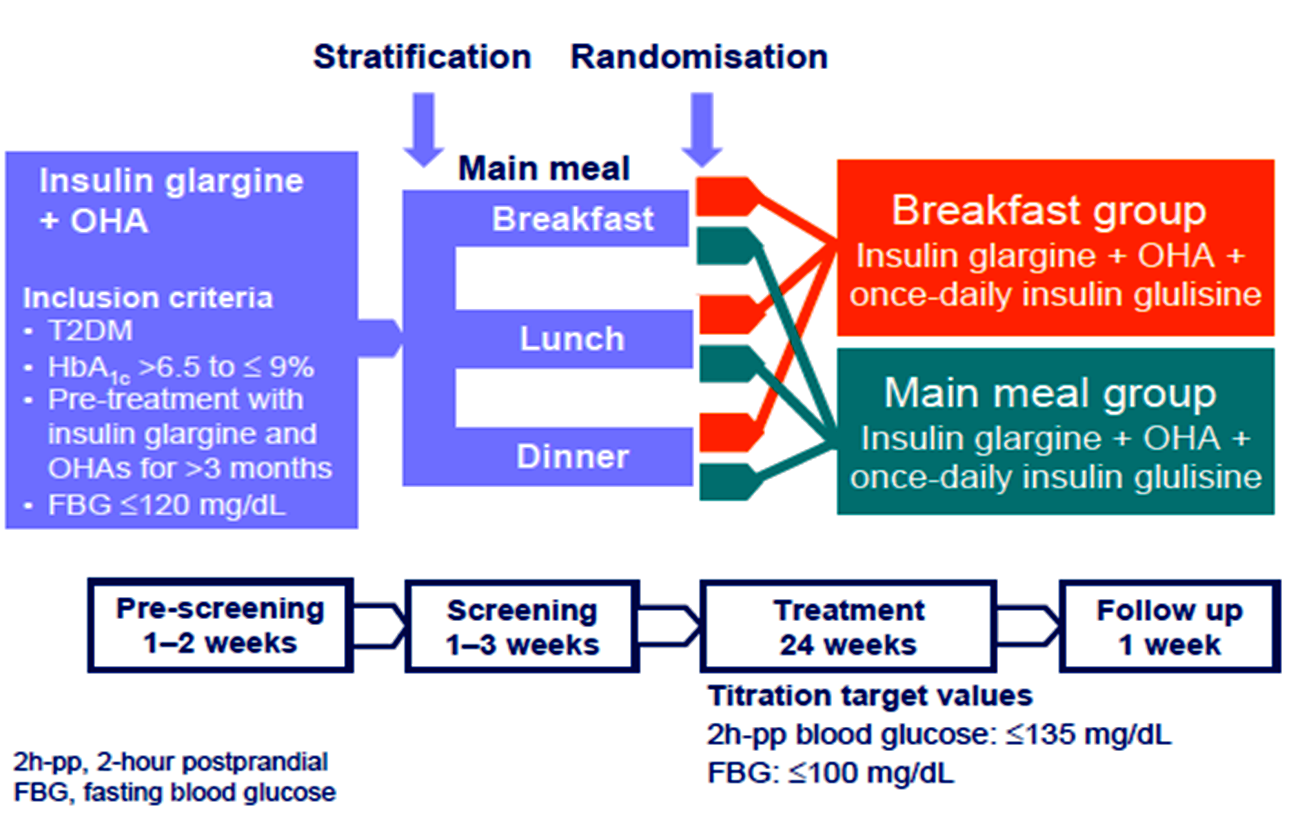 Stratification
Randomisation
Insulin glargine
+ OHA
Inclusion criteria
• T2DM
• HbA1c >6.5 to ≤ 9%
• Pre-treatment with
insulin glargine and
OHAs for >3 months
• FBG ≤120 mg/dL
Main meal
Breakfast
Lunch
Dinner
Breakfast group
Insulin glargine + OHA +
once-daily insulin glulisine
Main meal group
Insulin glargine + OHA +
once-daily insulin glulisine
Pre-screening
1–2 weeks
Screening
1–3 weeks
Treatment
24 weeks
Follow up
1 week
Titration target values
2h-pp blood glucose: ≤135 mg/dL
FBG: ≤100 mg/dL
2h-pp, 2-hour postprandial
FBG, fasting blood glucose